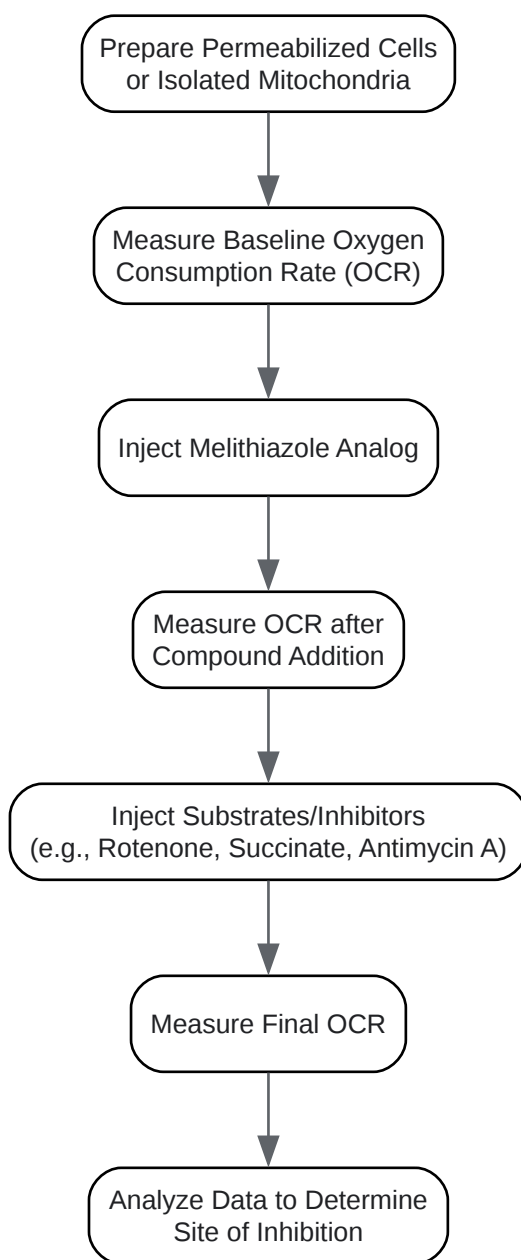 Prepare Permeabilized Cells
or Isolated Mitochondria
Measure Baseline Oxygen
Consumption Rate (OCR)
Inject Melithiazole Analog
Measure OCR after
Compound Addition
Inject Substrates/Inhibitors
(e.g., Rotenone, Succinate, Antimycin A)
Measure Final OCR
Analyze Data to Determine
Site of Inhibition